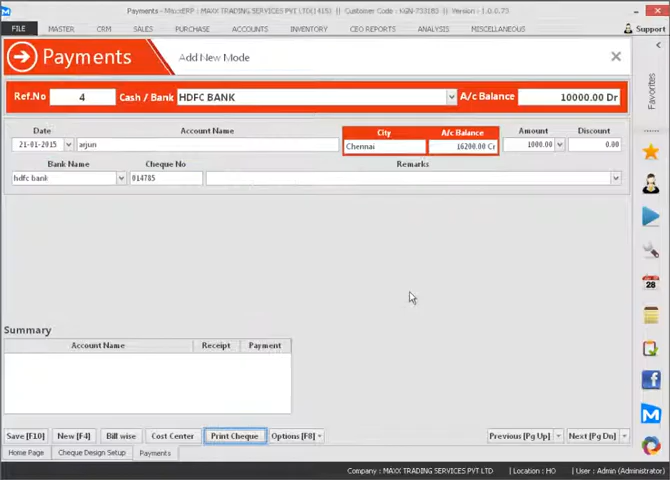 Payments - MaxxERP : MAXX TRADING SERVICES PVT LTD(1415) || Customer Code : KGN-733183 || Version : 1.0.0.73
FILE MASTER CRM SALES PURCHASE ACCOUNTS INVENTORY CEO REPORTS ANALYSIS MISCELLANEOUS Support
Payments Add New Mode
Favorites
Ref.No 4 Cash / Bank HDFC BANK A/c Balance 10000.00 Dr
Date Account Name City A/c Balance Amount Discount
21-01-2015 arjun Chennai 16200.00 Cr 1000.00 0.00
Bank Name Cheque No Remarks
hdfc bank 014785
28
Summary
Account Name Receipt Payment
Save [F10] New [F4] Bill wise Cost Center Print Cheque Options [F8] Previous [Pg Up] Next [Pg Dn]
Home Page Cheque Design Setup Payments
Company : MAXX TRADING SERVICES PVT LTD Location : HO User : Admin (Administrator)